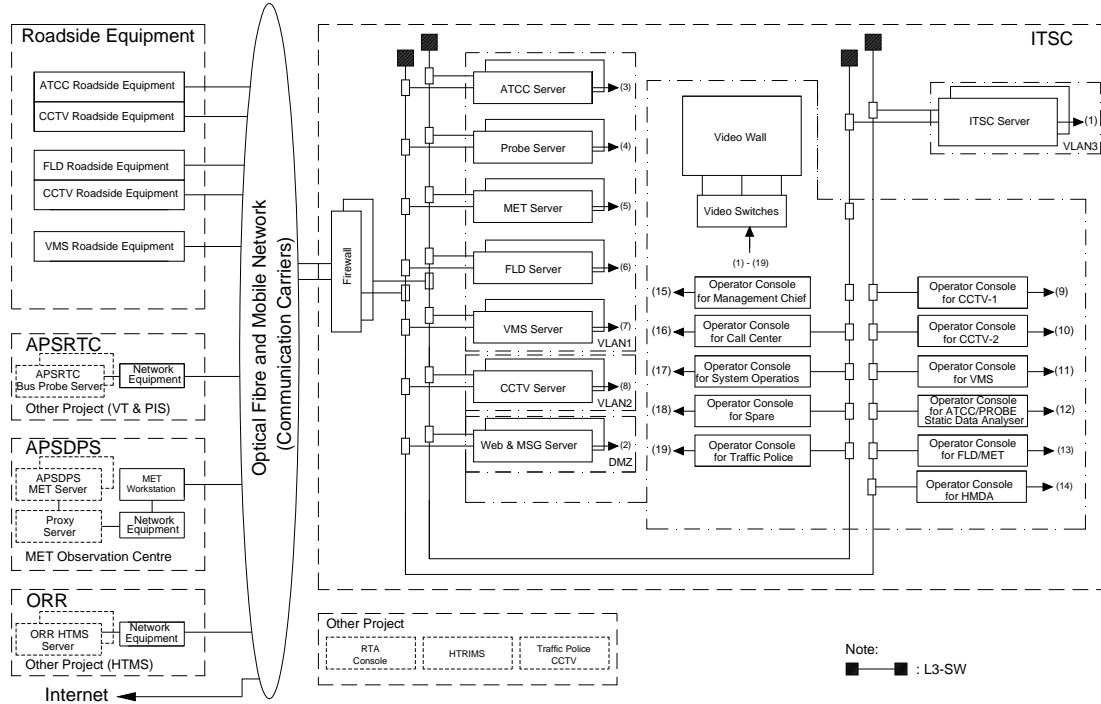 Roadside Equipment
ATCC Roadside Equipment
CCTV Roadside Equipment
FLD Roadside Equipment
CCTV Roadside Equipment
VMS Roadside Equipment
APSRTC
APSRTC
Bus Probe Server
Network
Equipment
Other Project (VT & PIS)
APSDPS
APSDPS
MET Server
MET
Workstation
Proxy
Server
Network
Equipment
MET Observation Centre
ORR
ORR HTMS
Server
Network
Equipment
Other Project (HTMS)
Internet
Optical Fibre and Mobile Network
(Communication Carriers)
Firewall
ITSC
ATCC Server
(3)
Probe Server
(4)
MET Server
(5)
FLD Server
(6)
VMS Server
(7)
VLAN1
CCTV Server
(8)
VLAN2
Web & MSG Server
(2)
DMZ
Video Wall
Video Switches
(1) - (19)
ITSC Server
(1)
VLAN3
(15)
Operator Console
for Management Chief
(16)
Operator Console
for Call Center
(17)
Operator Console
for System Operatios
(18)
Operator Console
for Spare
(19)
Operator Console
for Traffic Police
Operator Console
for CCTV-1
(9)
Operator Console
for CCTV-2
(10)
Operator Console
for VMS
(11)
Operator Console
for ATCC/PROBE
Static Data Analyser
(12)
Operator Console
for FLD/MET
(13)
Operator Console
for HMDA
(14)
Other Project
RTA
Console
HTRIMS
Traffic Police
CCTV
Note:
: L3-SW